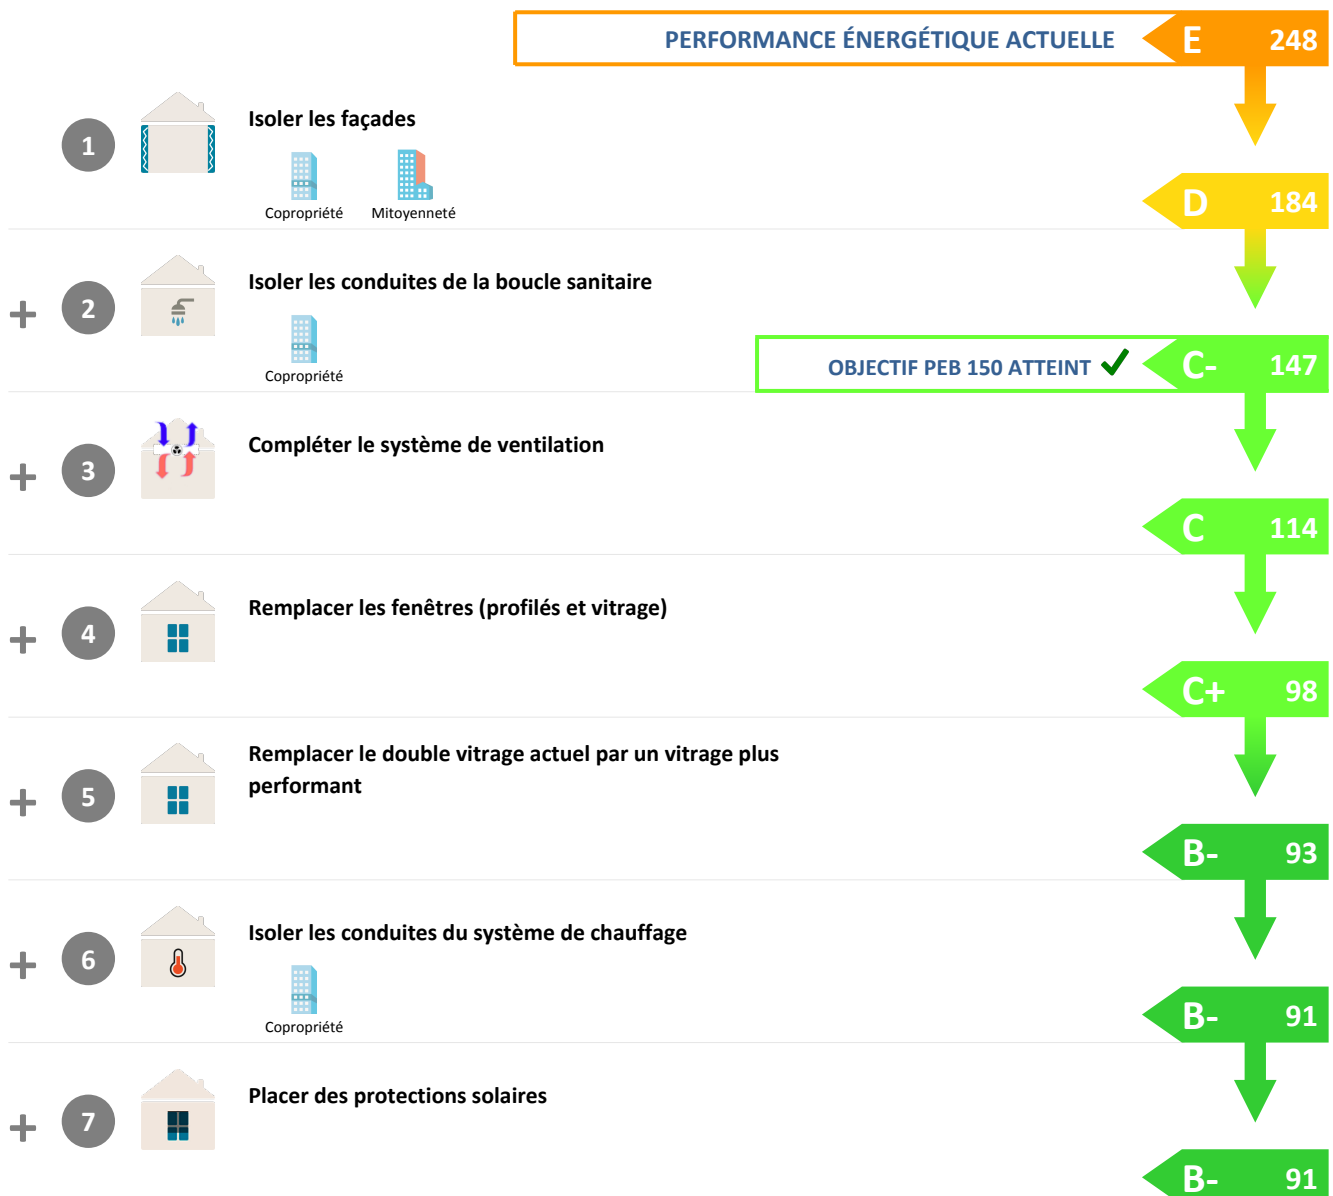 PERFORMANCE ÉNERGÉTIQUE ACTUELLE E 248
1 Isoler les façades
Copropriété Mitoyenneté
D 184
+ 2 Isoler les conduites de la boucle sanitaire
Copropriété
OBJECTIF PEB 150 ATTEINT ✓ C- 147
+ 3 Compléter le système de ventilation
C 114
+ 4 Remplacer les fenêtres (profilés et vitrage)
C+ 98
+ 5 Remplacer le double vitrage actuel par un vitrage plus
performant
B- 93
+ 6 Isoler les conduites du système de chauffage
Copropriété
B- 91
+ 7 Placer des protections solaires
B- 91